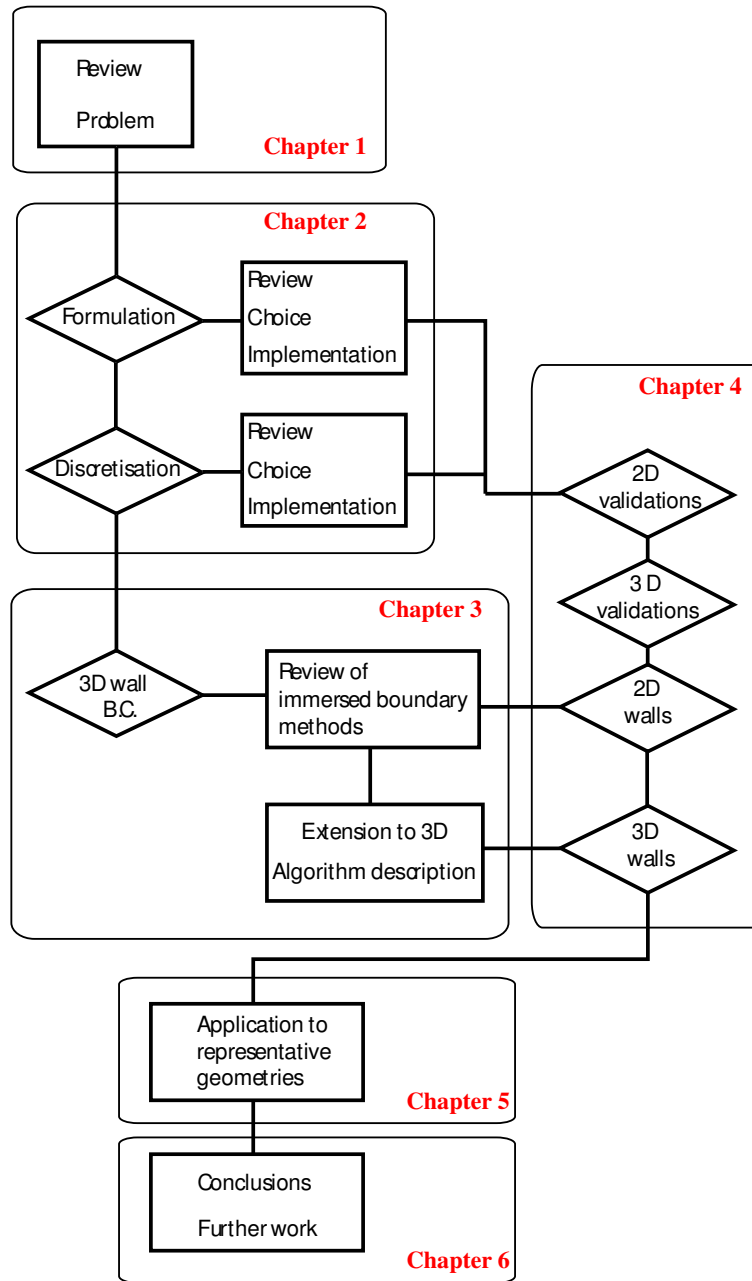 Review
Problem
Chapter 1
Chapter 2
Formulation
Review
Choice
Implementation
Discretisation
Review
Choice
Implementation
Chapter 3
3D wall
B.C.
Review of
immersed boundary
methods
Extension to 3D
Algorithm description
Chapter 4
2D
validations
3D
validations
2D
walls
3D
walls
Application to
representative
geometries
Chapter 5
Conclusions
Further work
Chapter 6